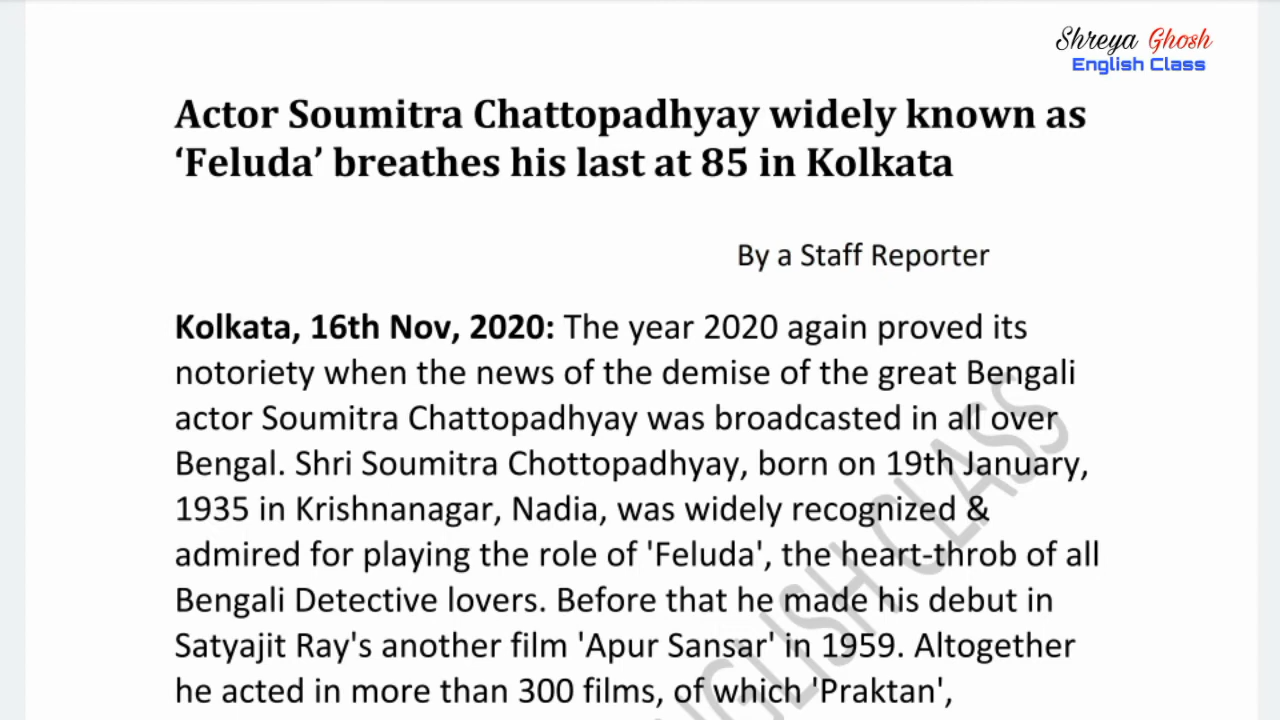 Shreya Ghosh
English Class
Actor Soumitra Chattopadhyay widely known as
‘Feluda’ breathes his last at 85 in Kolkata
By a Staff Reporter
Kolkata, 16th Nov, 2020: The year 2020 again proved its
notoriety when the news of the demise of the great Bengali
actor Soumitra Chattopadhyay was broadcasted in all over
Bengal. Shri Soumitra Chottopadhyay, born on 19th January,
1935 in Krishnanagar, Nadia, was widely recognized &
admired for playing the role of 'Feluda', the heart-throb of all
Bengali Detective lovers. Before that he made his debut in
Satyajit Ray's another film 'Apur Sansar' in 1959. Altogether
he acted in more than 300 films, of which 'Praktan',
ENGLISH CLASS